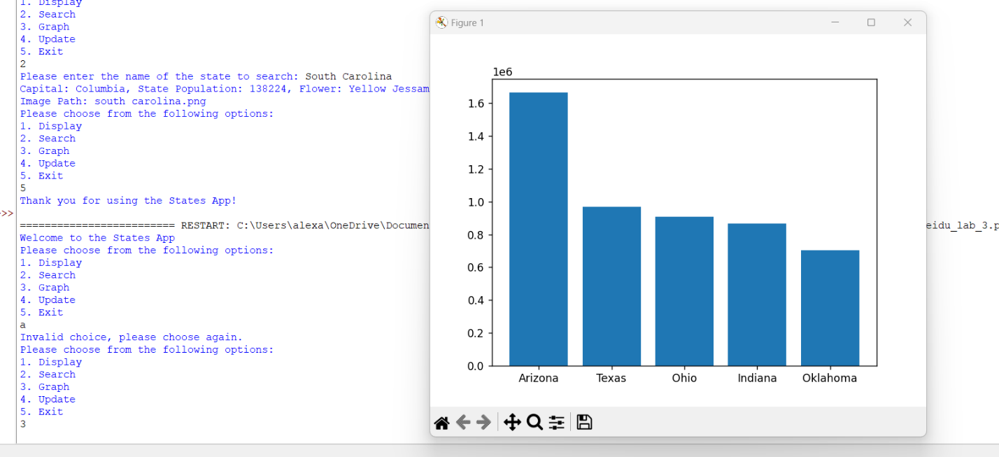 1. Display
2. Search
3. Graph
4. Update
5. Exit
2
Please enter the name of the state to search: South Carolina
Capital: Columbia, State Population: 138224, Flower: Yellow Jessam
Image Path: south carolina.png
Please choose from the following options:
1. Display
2. Search
3. Graph
4. Update
5. Exit
5
Thank you for using the States App!
>>>
========================= RESTART: C:\Users\alexa\OneDrive\Documen
eidu_lab_3.p
Welcome to the States App
Please choose from the following options:
1. Display
2. Search
3. Graph
4. Update
5. Exit
a
Invalid choice, please choose again.
Please choose from the following options:
1. Display
2. Search
3. Graph
4. Update
5. Exit
3
Figure 1
1e6
1.6
1.4
1.2
1.0
0.8
0.6
0.4
0.2
0.0
Arizona Texas Ohio Indiana Oklahoma